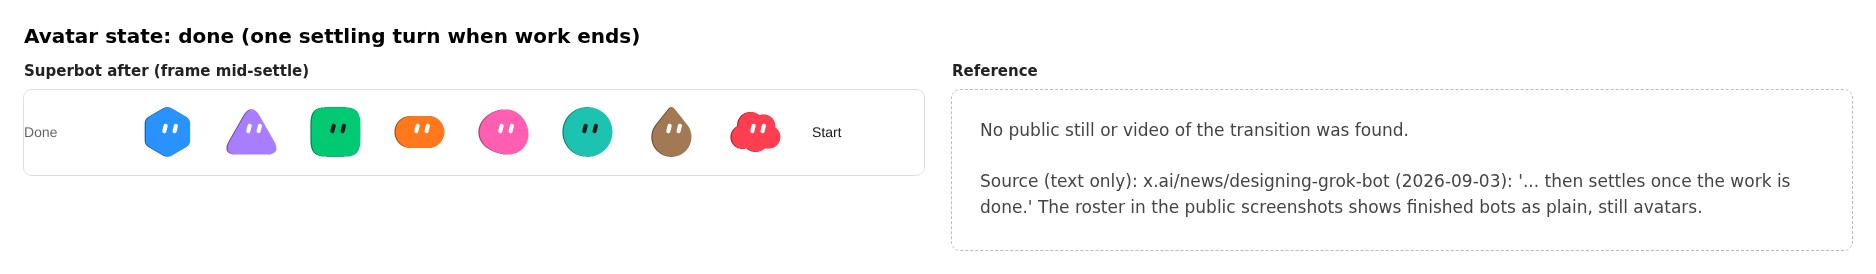 Avatar state: done (one settling turn when work ends)
Superbot after (frame mid-settle)
Done
Start
Reference
No public still or video of the transition was found.
Source (text only): x.ai/news/designing-grok-bot (2026-09-03): '... then settles once the work is
done.' The roster in the public screenshots shows finished bots as plain, still avatars.